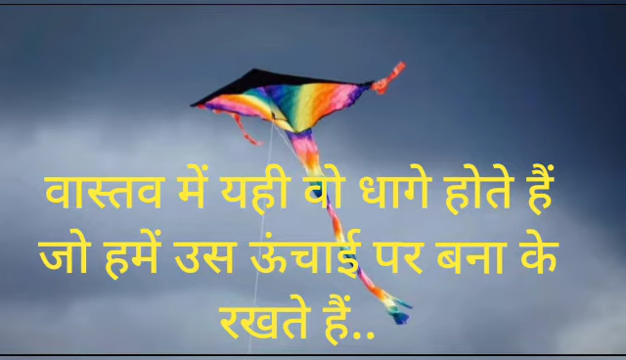 वास्तव में यही वो धागे होते हैं
जो हमें उस ऊंचाई पर बना के
रखते हैं..